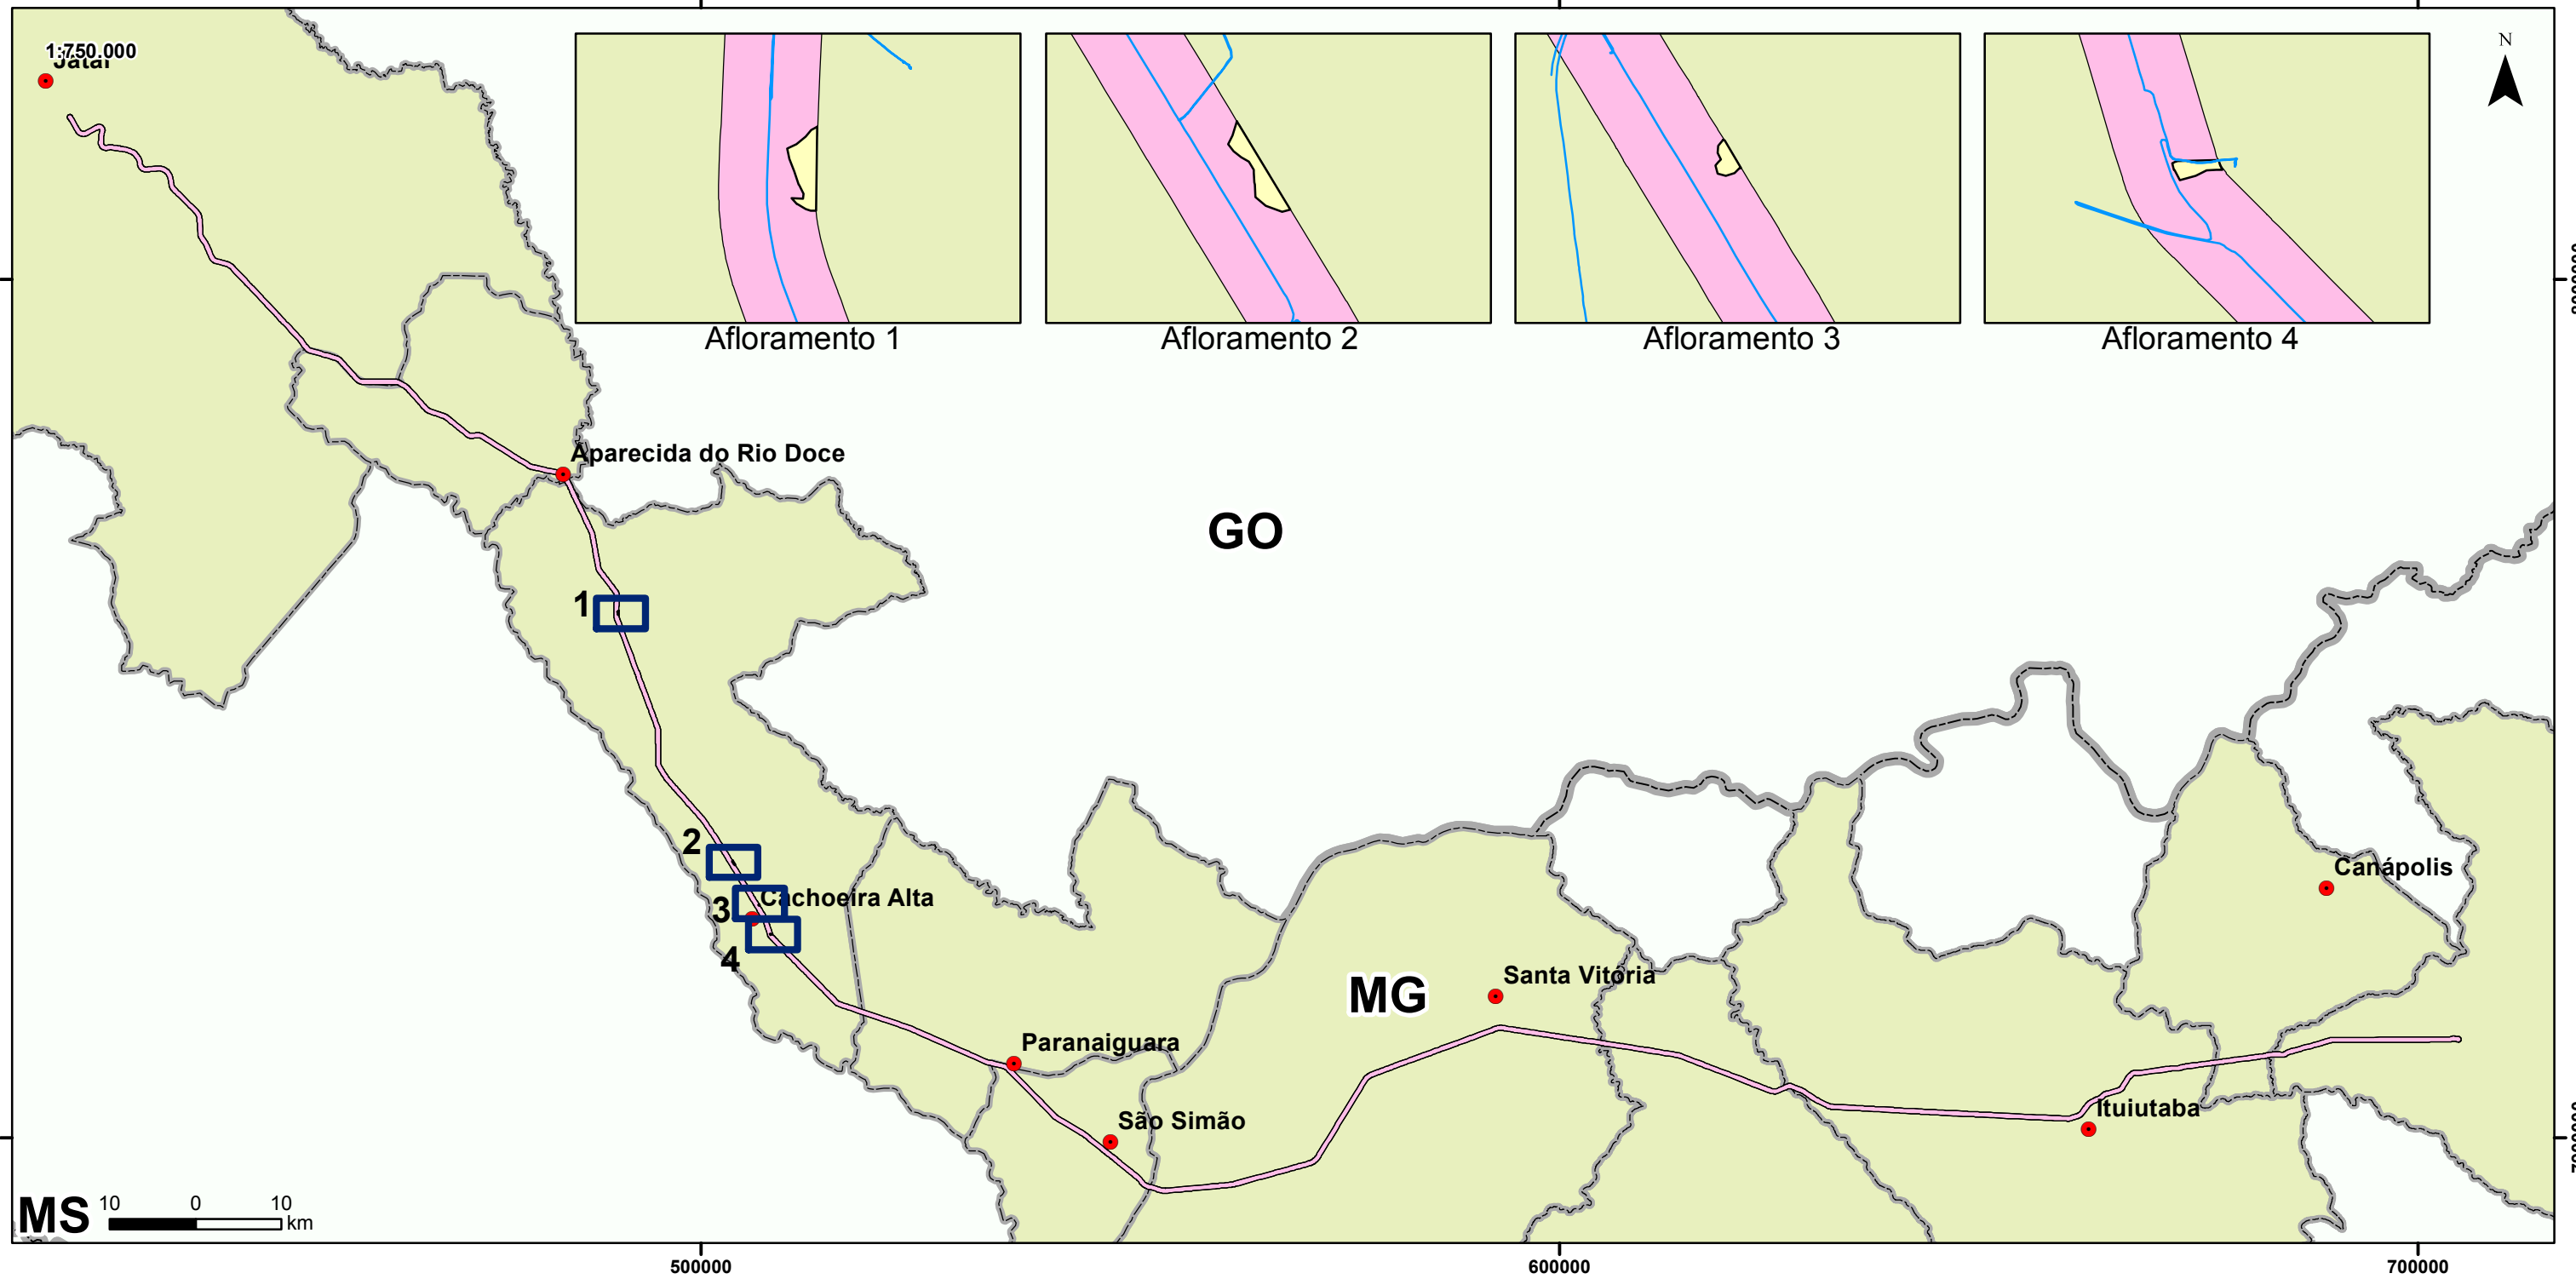 1:750.000
Jataí
N
Afloramento 1
Afloramento 2
Afloramento 3
Afloramento 4
Aparecida do Rio Doce
GO
1
2
Cachoeira Alta
3
4
Canápolis
Santa Vitória
MG
Paranaiguara
São Simão
Ituiutaba
MS
10 0 10
km
500000
600000
700000